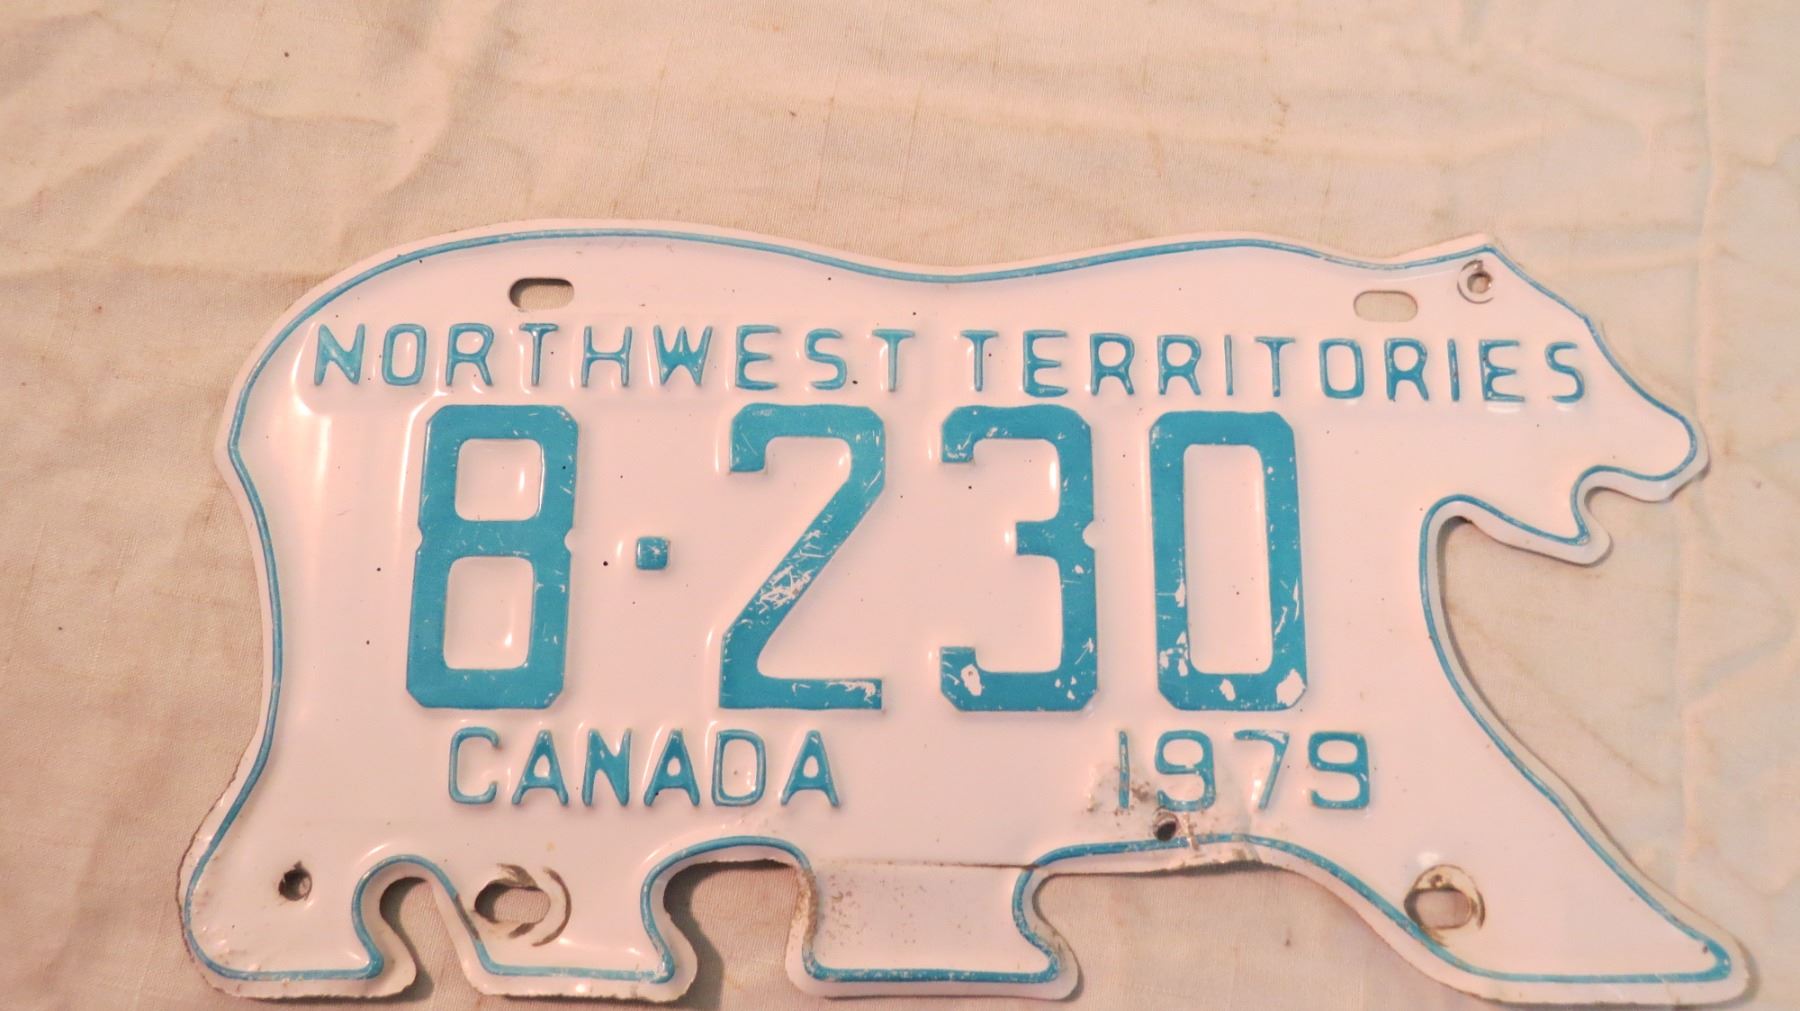 NORTHWEST TERRITORIES
8·230
CANADA 1979